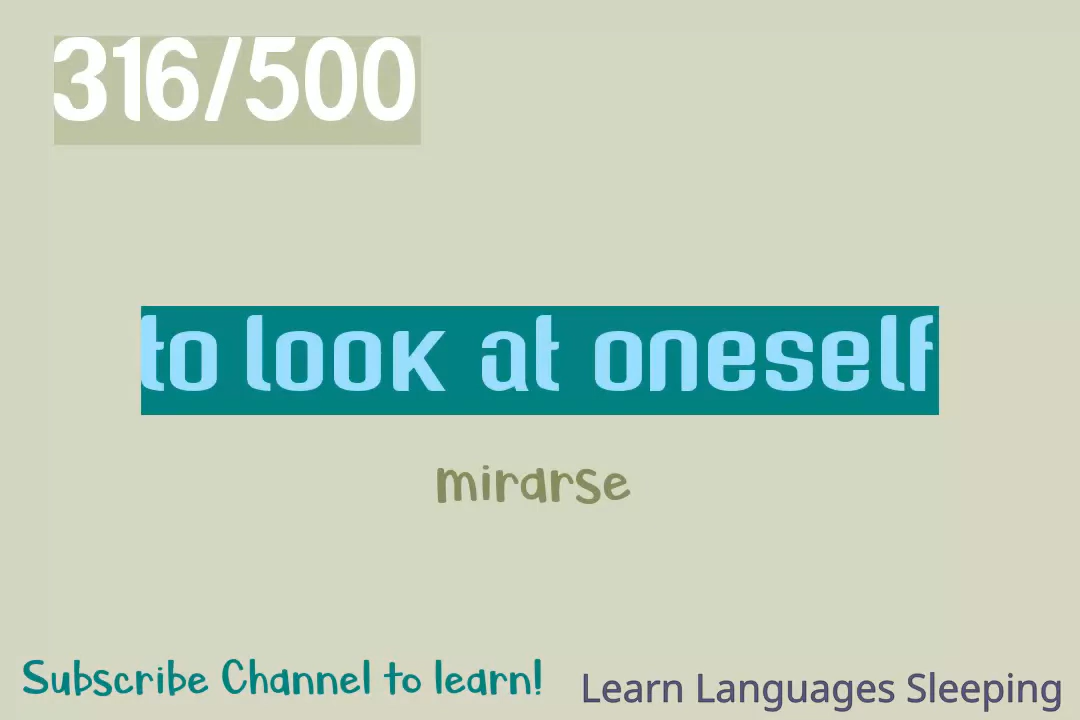 316/500
to look at oneself
mirarse
Subscribe Channel to learn!
Learn Languages Sleeping